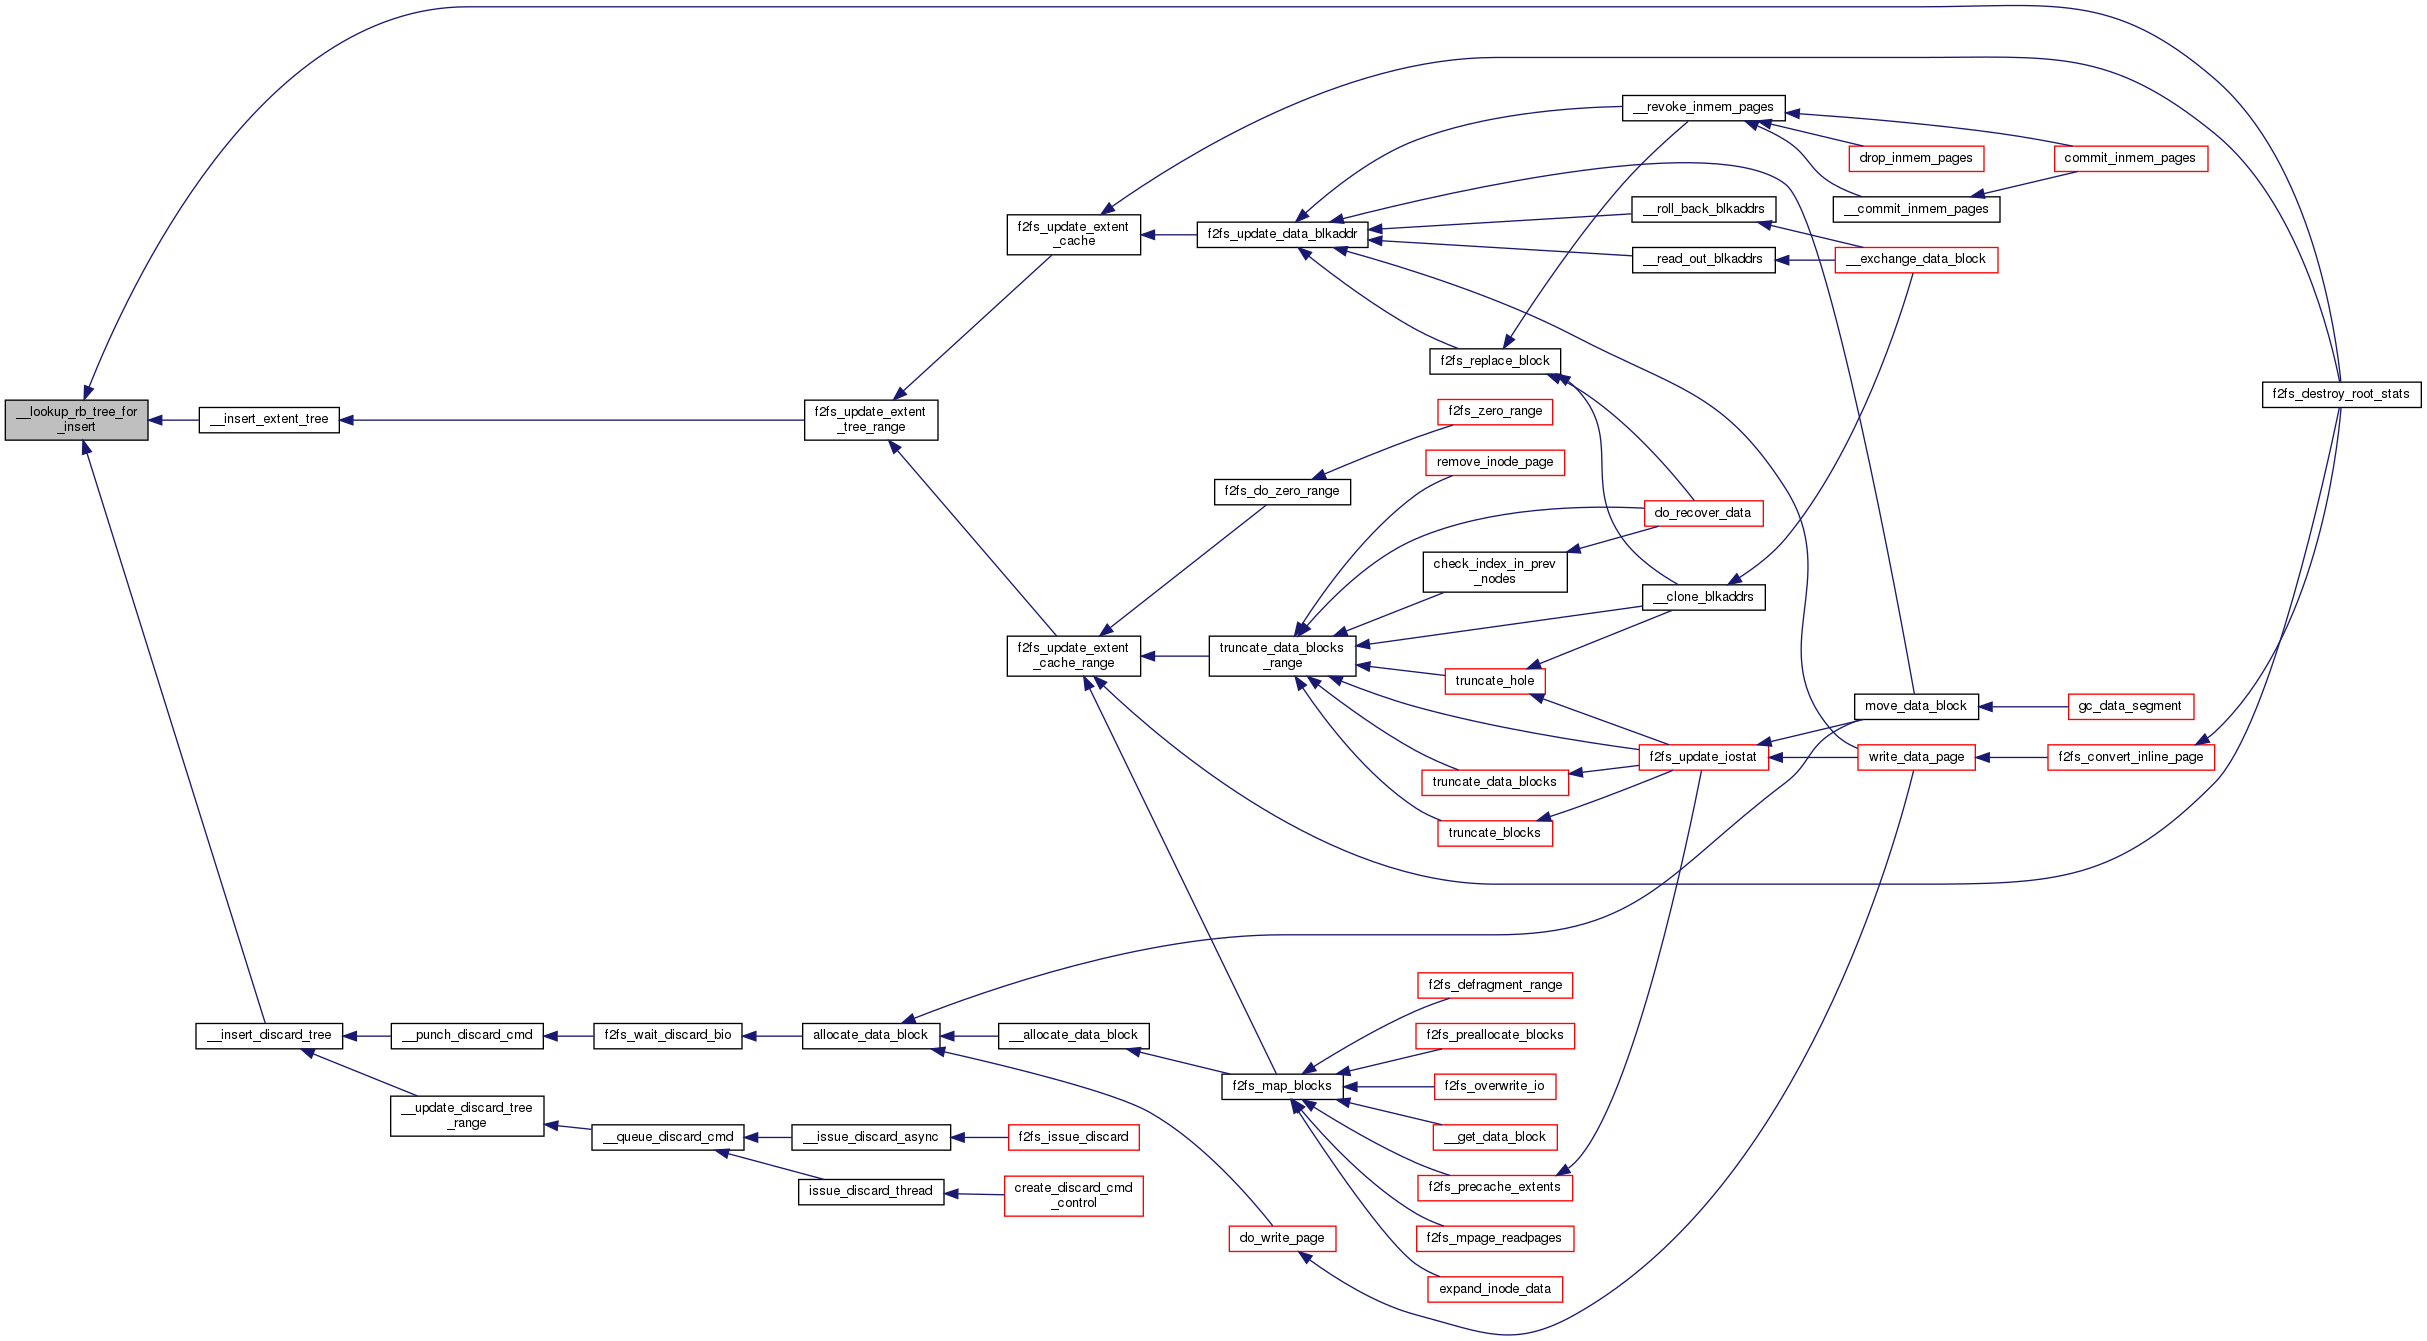 __lookup_rb_tree_for
_insert
__insert_extent_tree
__insert_discard_tree
__punch_discard_cmd
__update_discard_tree
_range
f2fs_wait_discard_bio
__queue_discard_cmd
f2fs_update_extent
_tree_range
allocate_data_block
__issue_discard_async
issue_discard_thread
f2fs_update_extent
_cache
f2fs_update_extent
_cache_range
__allocate_data_block
f2fs_issue_discard
create_discard_cmd
_control
f2fs_update_data_blkaddr
f2fs_do_zero_range
truncate_data_blocks
_range
f2fs_map_blocks
do_write_page
f2fs_replace_block
f2fs_zero_range
remove_inode_page
check_index_in_prev
_nodes
truncate_hole
truncate_data_blocks
truncate_blocks
f2fs_defragment_range
f2fs_preallocate_blocks
f2fs_overwrite_io
__get_data_block
f2fs_precache_extents
f2fs_mpage_readpages
expand_inode_data
__revoke_inmem_pages
__roll_back_blkaddrs
__read_out_blkaddrs
do_recover_data
__clone_blkaddrs
f2fs_update_iostat
drop_inmem_pages
__commit_inmem_pages
__exchange_data_block
move_data_block
write_data_page
commit_inmem_pages
gc_data_segment
f2fs_convert_inline_page
f2fs_destroy_root_stats